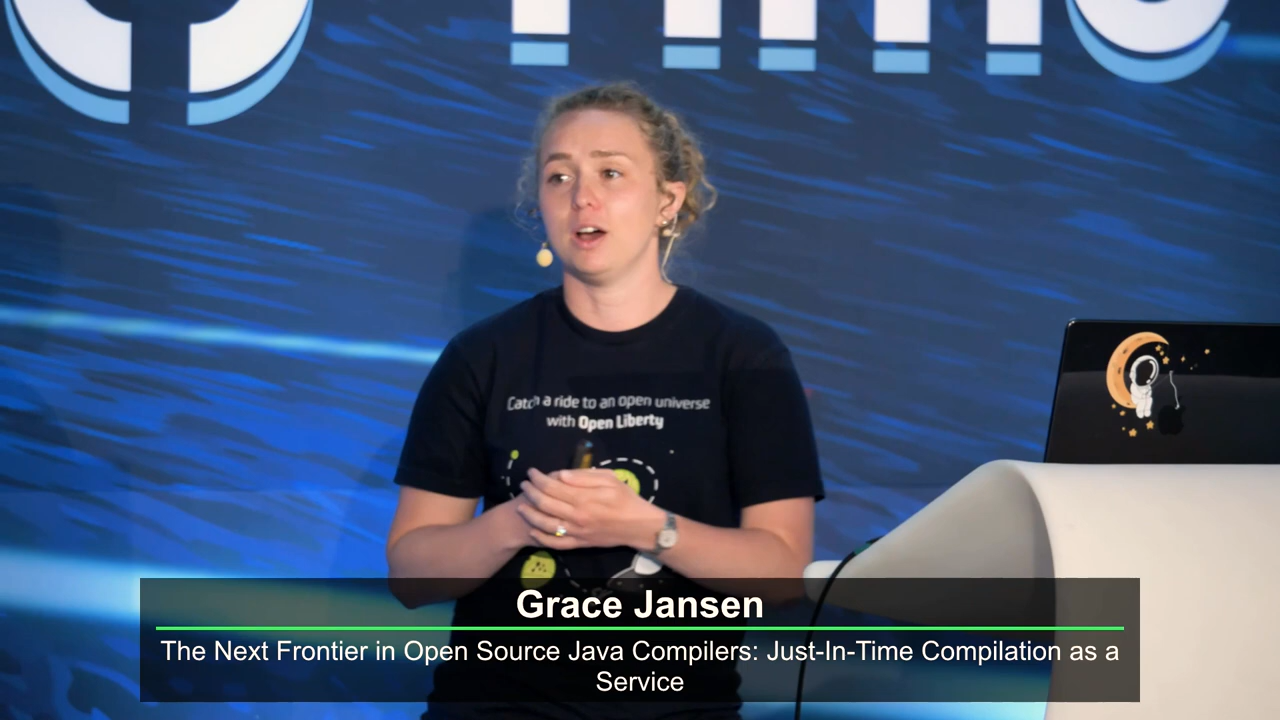 Catch a ride to an open universe
with Open Liberty
Grace Jansen
The Next Frontier in Open Source Java Compilers: Just-In-Time Compilation as a
Service